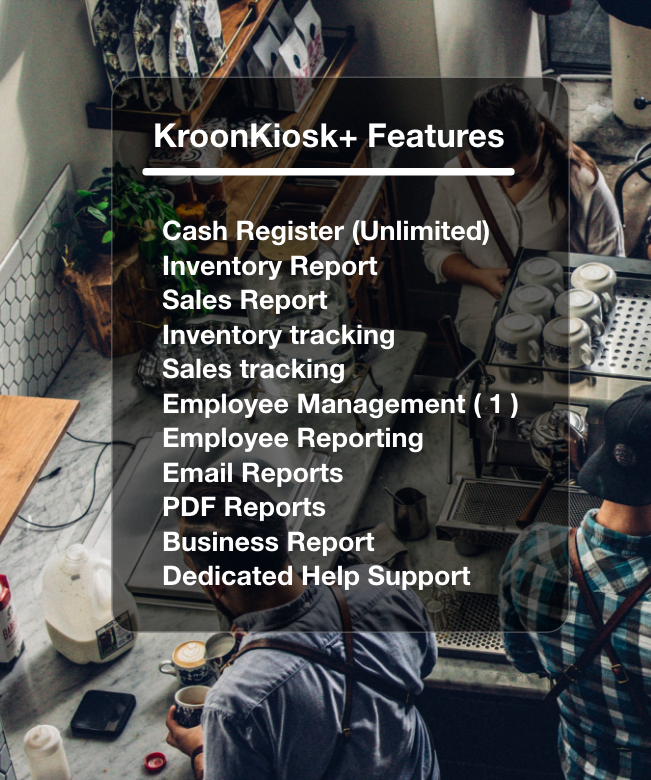 KroonKiosk+ Features
Cash Register (Unlimited)
Inventory Report
Sales Report
Inventory tracking
Sales tracking
Employee Management ( 1 )
Employee Reporting
Email Reports
PDF Reports
Business Report
Dedicated Help Support